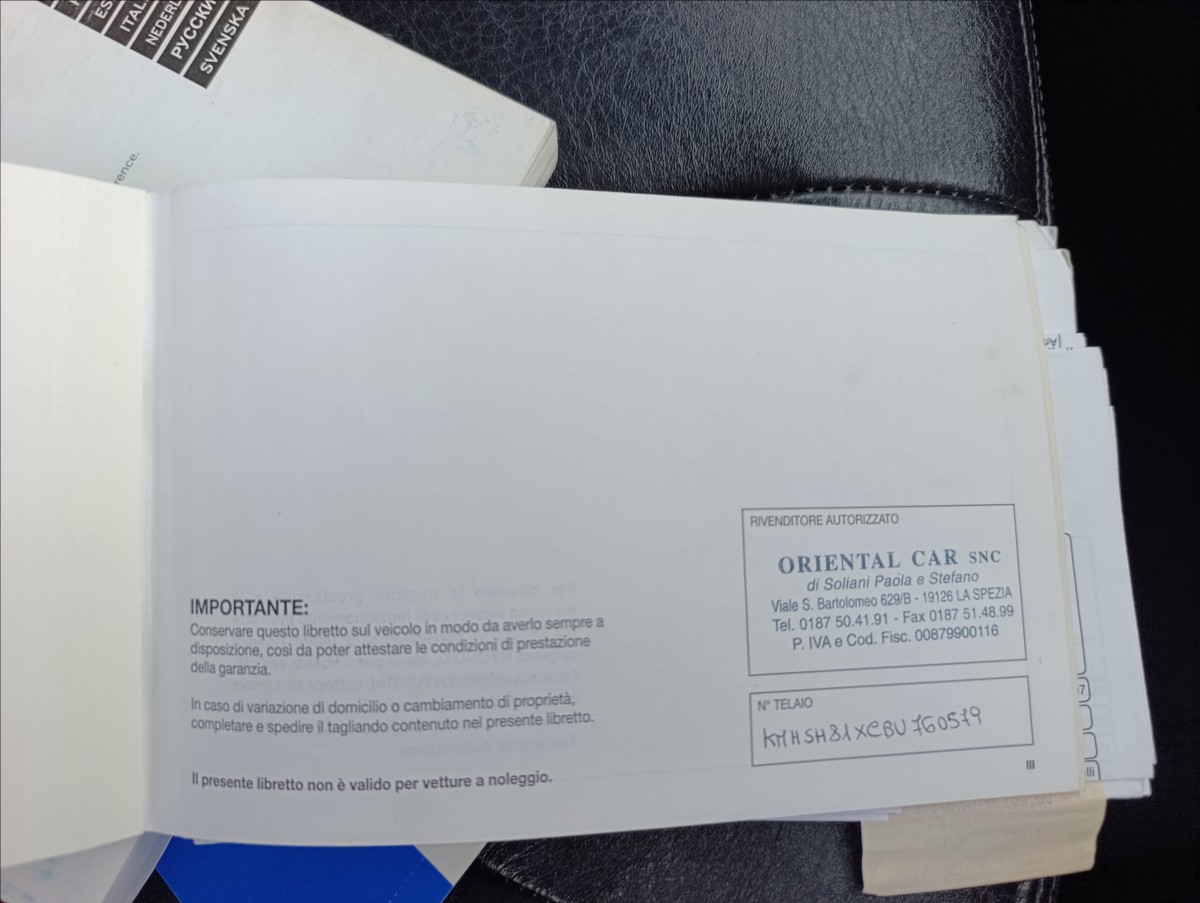 ITAL
NEDERL
РУССКИ
SVENSKA
rence.
IMPORTANTE:
Conservare questo libretto sul veicolo in modo da averlo sempre a
disposizione, così da poter attestare le condizioni di prestazione
della garanzia.
In caso di variazione di domicilio o cambiamento di proprietà,
completare e spedire il tagliando contenuto nel presente libretto.
Il presente libretto non è valido per vetture a noleggio.
RIVENDITORE AUTORIZZATO
ORIENTAL CAR SNC
di Soliani Paola e Stefano
Viale S. Bartolomeo 629/B - 19126 LA SPEZIA
Tel. 0187 50.41.91 - Fax 0187 51.48.99
P. IVA e Cod. Fisc. 00879900116
N° TELAIO
KMHSH81XCBU760579
III